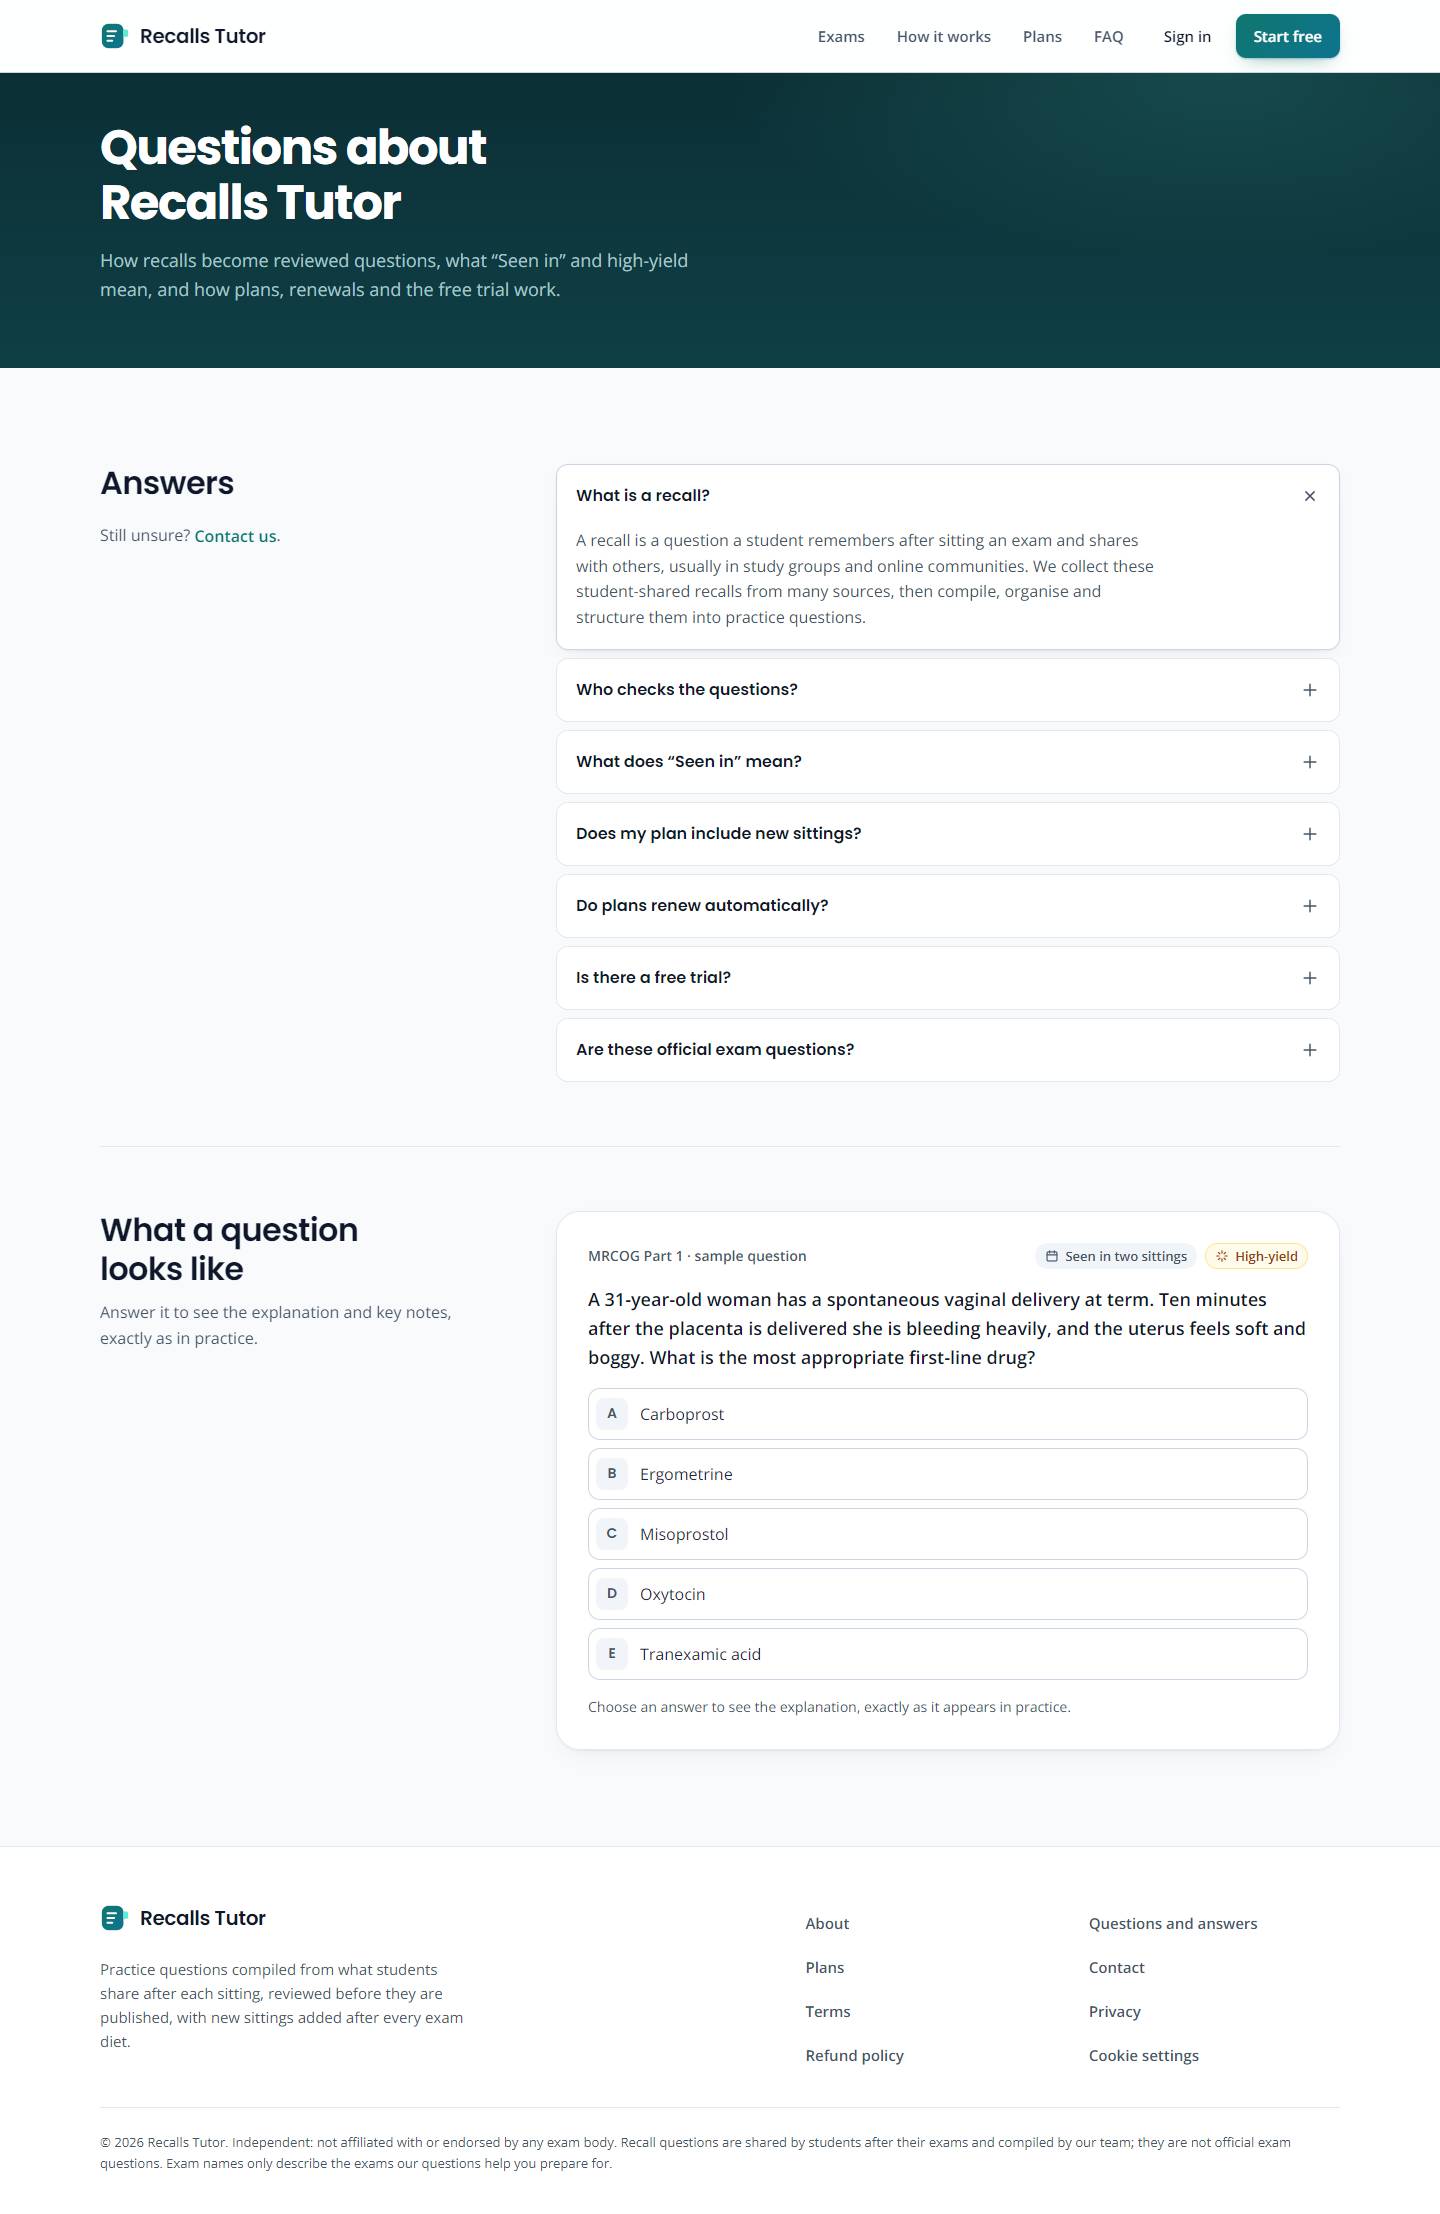 Recalls Tutor
Exams
How it works
Plans
FAQ
Sign in
Start free
Questions about
Recalls Tutor
How recalls become reviewed questions, what “Seen in” and high-yield
mean, and how plans, renewals and the free trial work.
Answers
Still unsure? Contact us.
What is a recall?
A recall is a question a student remembers after sitting an exam and shares
with others, usually in study groups and online communities. We collect these
student-shared recalls from many sources, then compile, organise and
structure them into practice questions.
Who checks the questions?
What does “Seen in” mean?
Does my plan include new sittings?
Do plans renew automatically?
Is there a free trial?
Are these official exam questions?
What a question
looks like
Answer it to see the explanation and key notes,
exactly as in practice.
MRCOG Part 1 · sample question
Seen in two sittings
High-yield
A 31-year-old woman has a spontaneous vaginal delivery at term. Ten minutes
after the placenta is delivered she is bleeding heavily, and the uterus feels soft and
boggy. What is the most appropriate first-line drug?
A Carboprost
B Ergometrine
C Misoprostol
D Oxytocin
E Tranexamic acid
Choose an answer to see the explanation, exactly as it appears in practice.
Recalls Tutor
Practice questions compiled from what students
share after each sitting, reviewed before they are
published, with new sittings added after every exam
diet.
About
Plans
Terms
Refund policy
Questions and answers
Contact
Privacy
Cookie settings
© 2026 Recalls Tutor. Independent: not affiliated with or endorsed by any exam body. Recall questions are shared by students after their exams and compiled by our team; they are not official exam
questions. Exam names only describe the exams our questions help you prepare for.